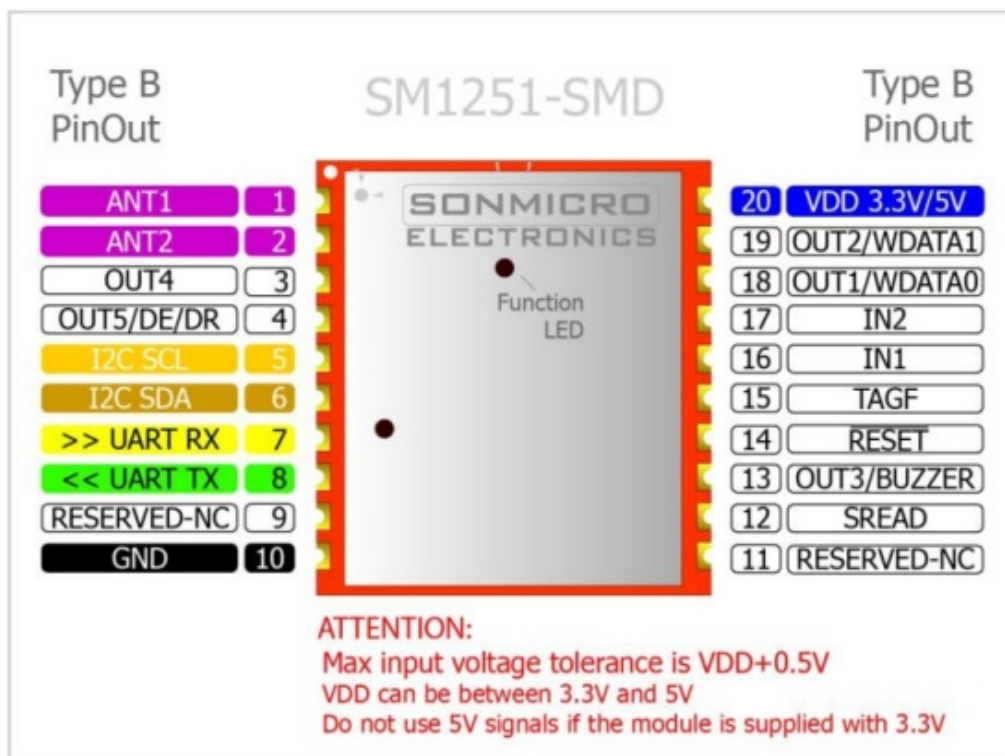 Type B
PinOut
SM1251-SMD
Type B
PinOut
SONMICRO
ELECTRONICS
Function
LED
ANT1 1
ANT2 2
OUT4 3
OUT5/DE/DR 4
I2C SCL 5
I2C SDA 6
>> UART RX 7
<< UART TX 8
RESERVED-NC 9
GND 10
20 VDD 3.3V/5V
19 OUT2/WDATA1
18 OUT1/WDATA0
17 IN2
16 IN1
15 TAGF
14 RESET
13 OUT3/BUZZER
12 SREAD
11 RESERVED-NC
ATTENTION:
Max input voltage tolerance is VDD+0.5V
VDD can be between 3.3V and 5V
Do not use 5V signals if the module is supplied with 3.3V